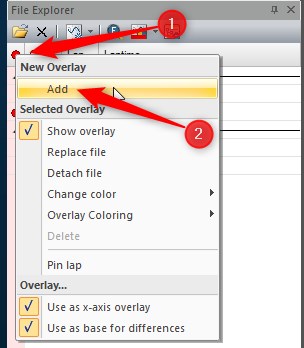 File Explorer
1
Laptime
New Overlay
Add
Selected Overlay
2
Show overlay
Replace file
Detach file
Change color
Overlay Coloring
Delete
Pin lap
Overlay...
Use as x-axis overlay
Use as base for differences